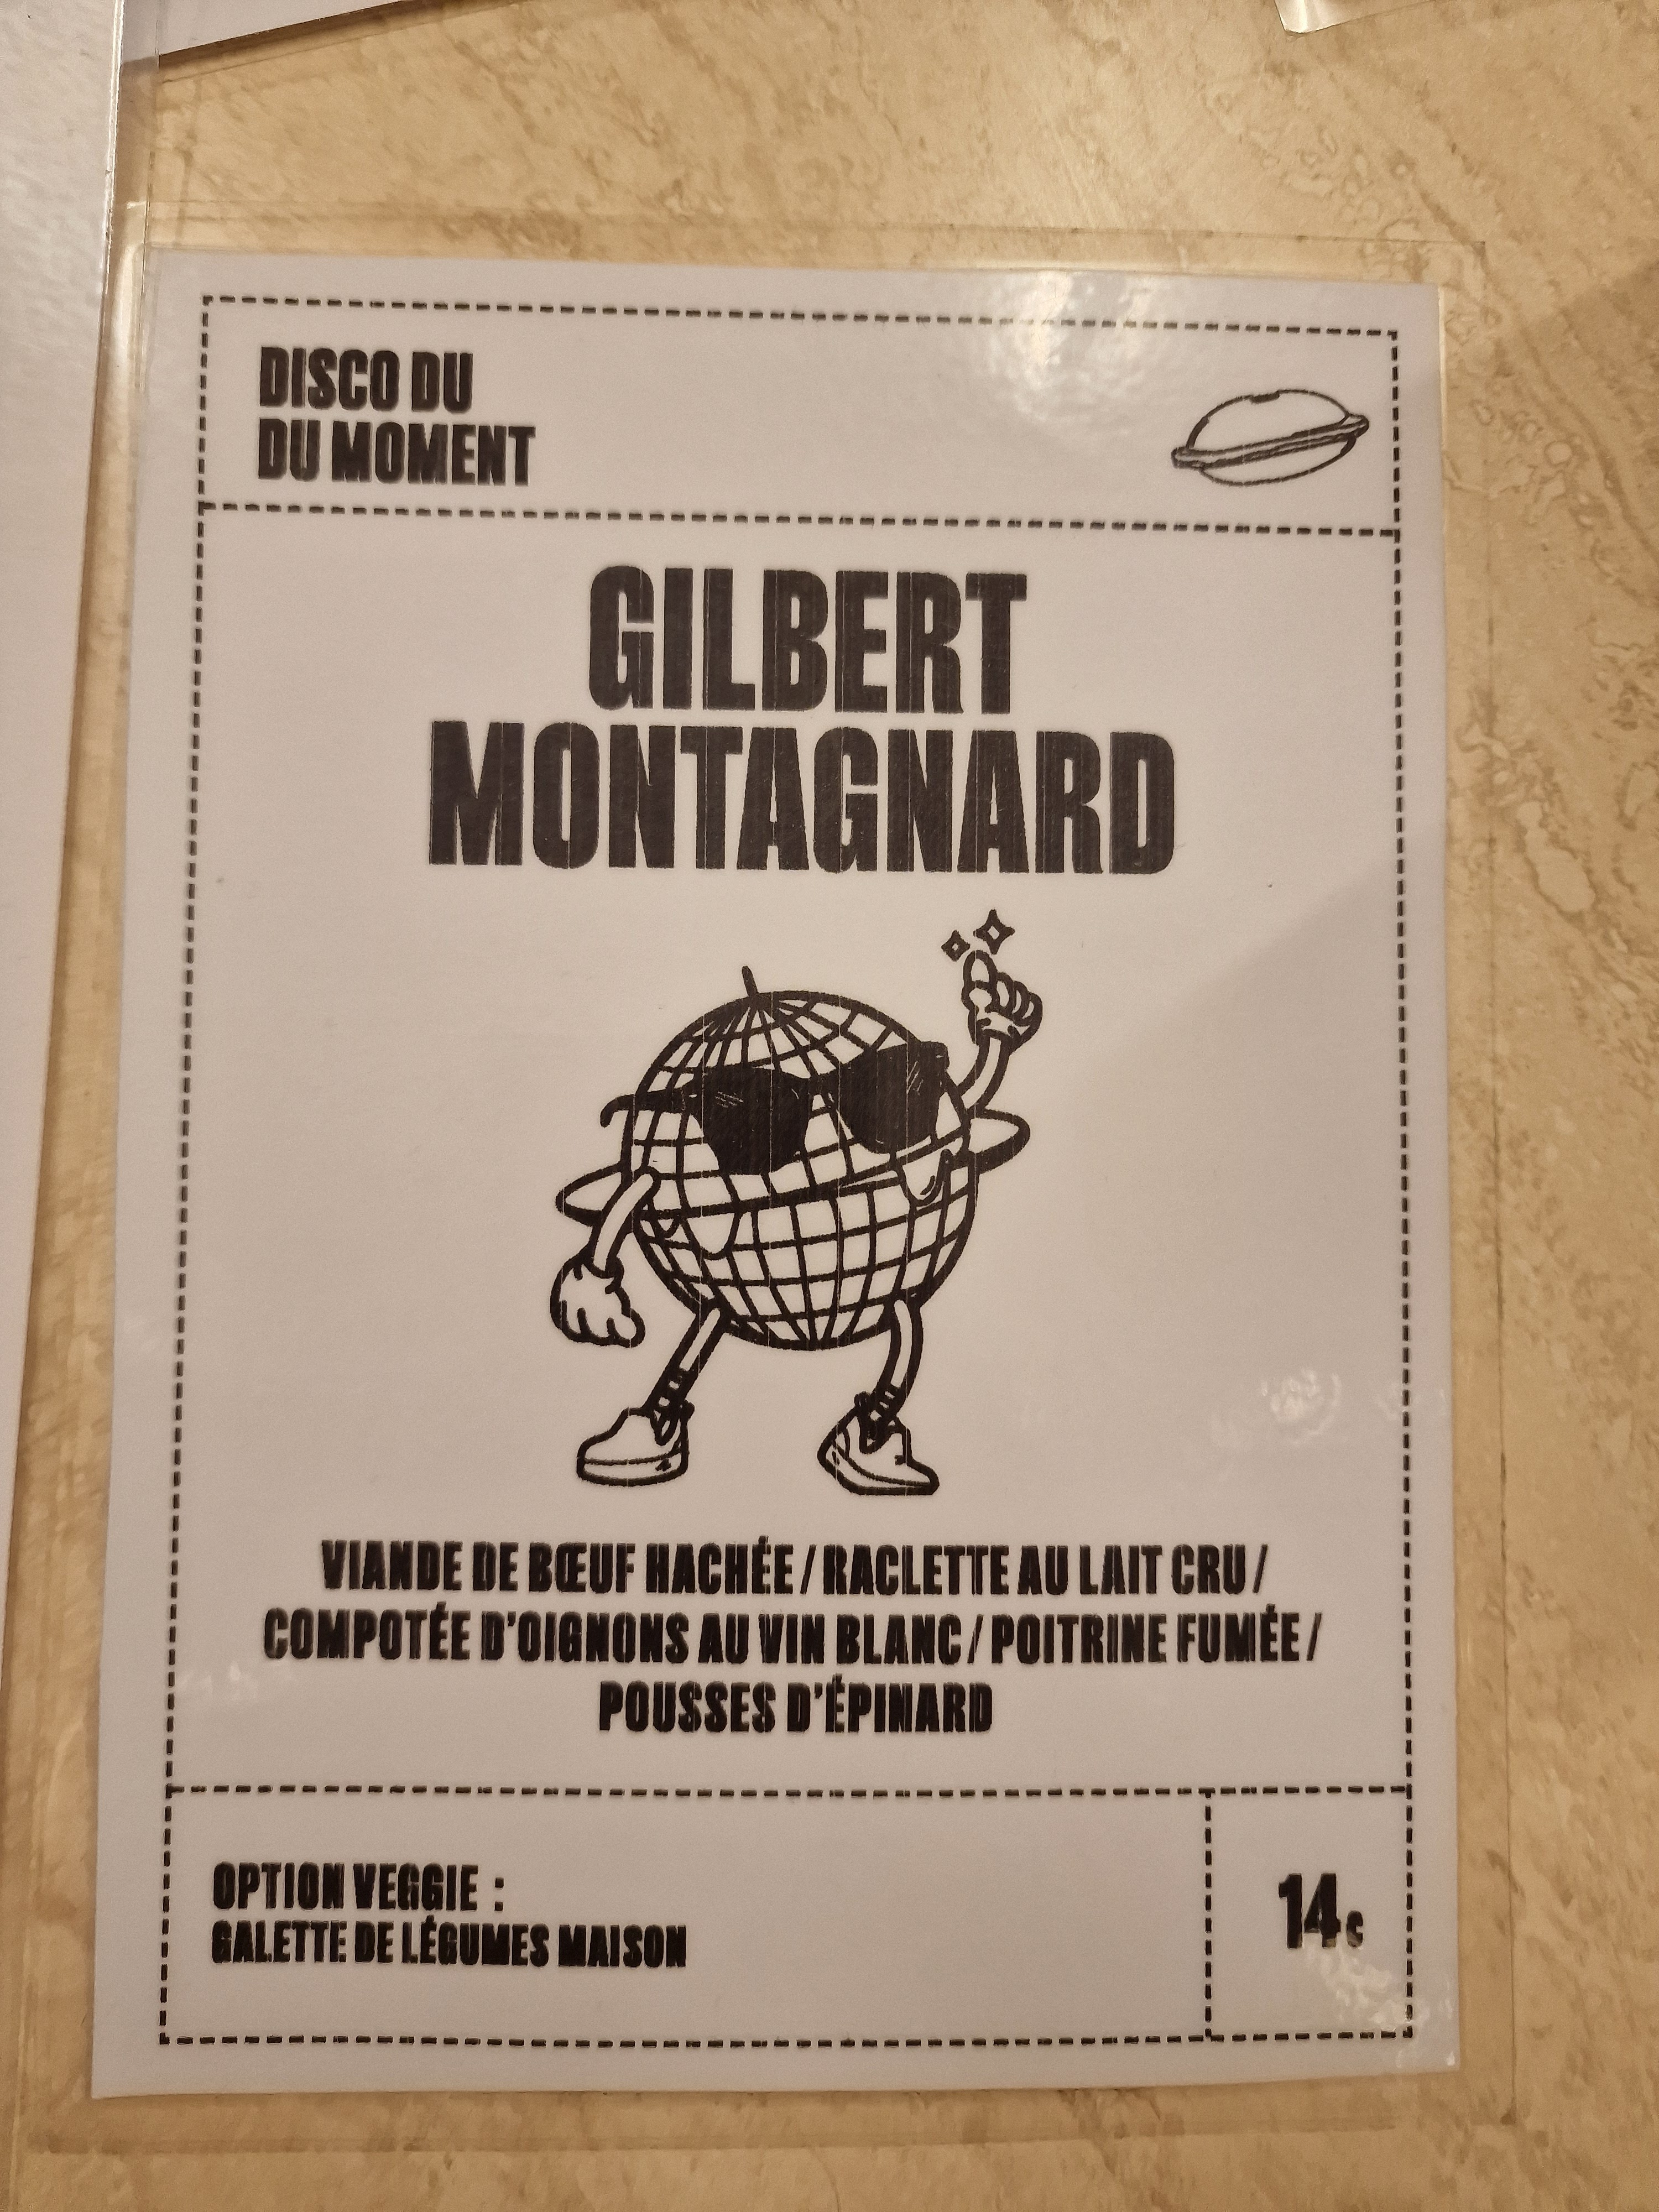 DISCO DU
DU MOMENT
GILBERT
MONTAGNARD
VIANDE DE BŒUF HACHÉE / RACLETTE AU LAIT CRU /
COMPOTÉE D'OIGNONS AU VIN BLANC / POITRINE FUMÉE /
POUSSES D'ÉPINARD
OPTION VEGGIE :
GALETTE DE LÉGUMES MAISON
14€